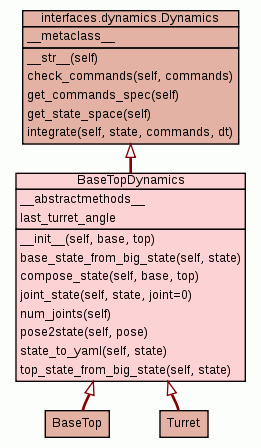 interfaces.dynamics.Dynamics
__metaclass__
__str__(self)
check_commands(self, commands)
get_commands_spec(self)
get_state_space(self)
integrate(self, state, commands, dt)
BaseTopDynamics
__abstractmethods__
last_turret_angle
__init__(self, base, top)
base_state_from_big_state(self, state)
compose_state(self, base, top)
joint_state(self, state, joint=0)
num_joints(self)
pose2state(self, pose)
state_to_yaml(self, state)
top_state_from_big_state(self, state)
BaseTop
Turret